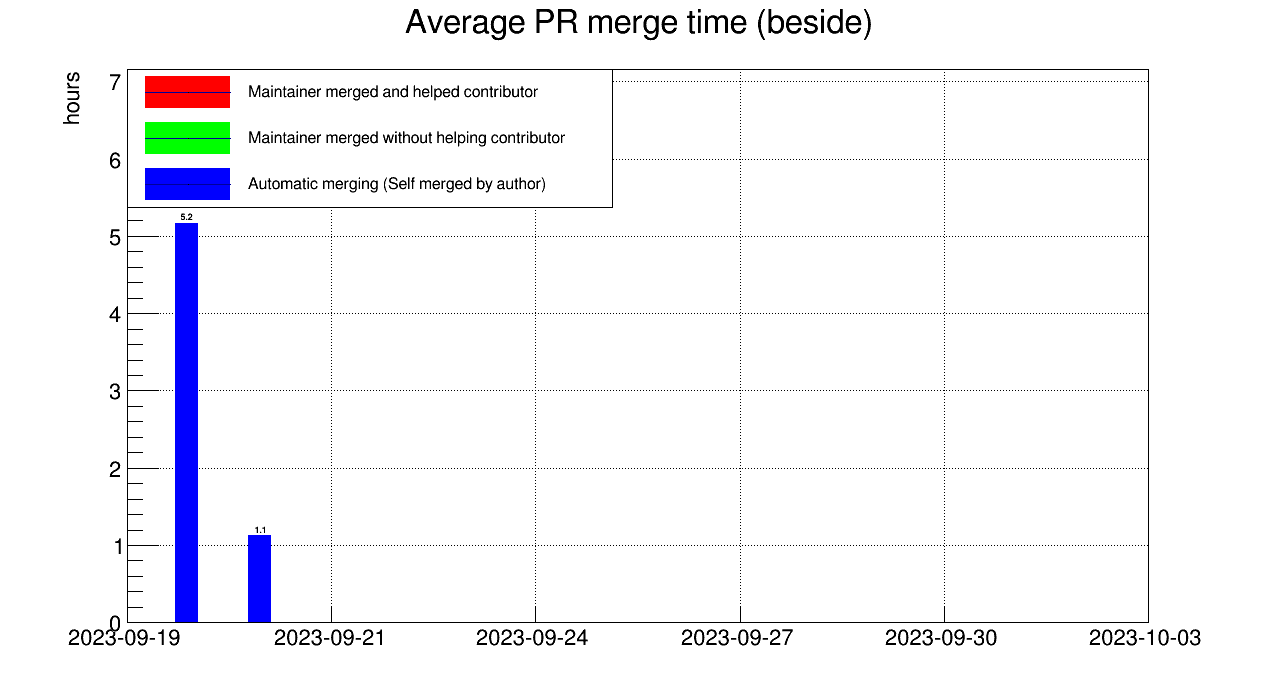 Average PR merge time (beside)
hours
7
6
5
4
3
2
1
0
Maintainer merged and helped contributor
Maintainer merged without helping contributor
Automatic merging (Self merged by author)
5.2
1.1
2023-09-19 2023-09-21 2023-09-24 2023-09-27 2023-09-30 2023-10-03